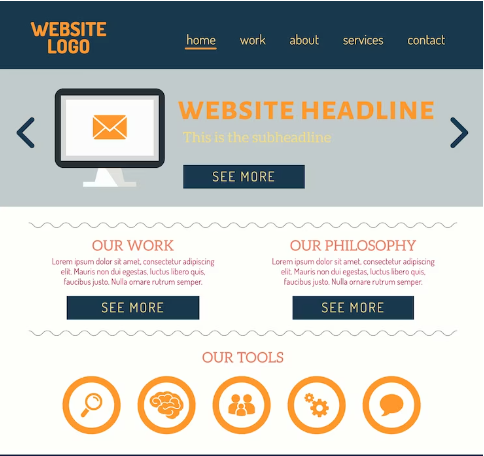 WEBSITE
LOGO
home work about services contact
WEBSITE HEADLINE
This is the subheadline
SEE MORE
OUR WORK
Lorem ipsum dolor sit amet, consectetur adipiscing
elit. Mauris non dui egestas, luctus libero quis,
faucibus justo. Nulla ornare rutrum semper.
SEE MORE
OUR PHILOSOPHY
Lorem ipsum dolor sit amet, consectetur adipiscing
elit. Mauris non dui egestas, luctus libero quis,
faucibus justo. Nulla ornare rutrum semper.
SEE MORE
OUR TOOLS